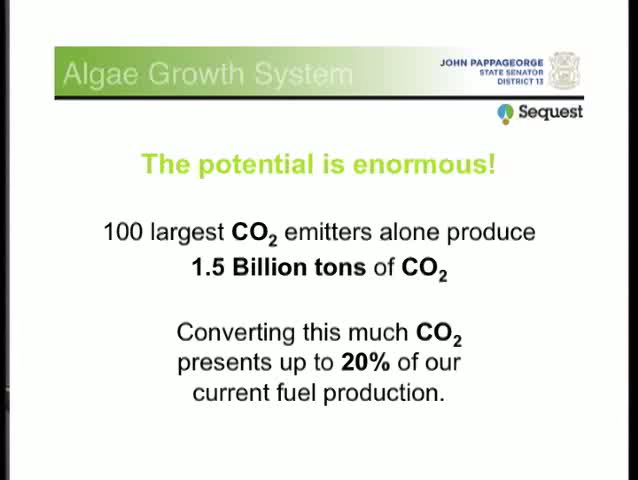 Algae Growth System
JOHN PAPPAGEORGE
STATE SENATOR
DISTRICT 13
Sequest
The potential is enormous!
100 largest CO₂ emitters alone produce
1.5 Billion tons of CO₂
Converting this much CO₂
presents up to 20% of our
current fuel production.